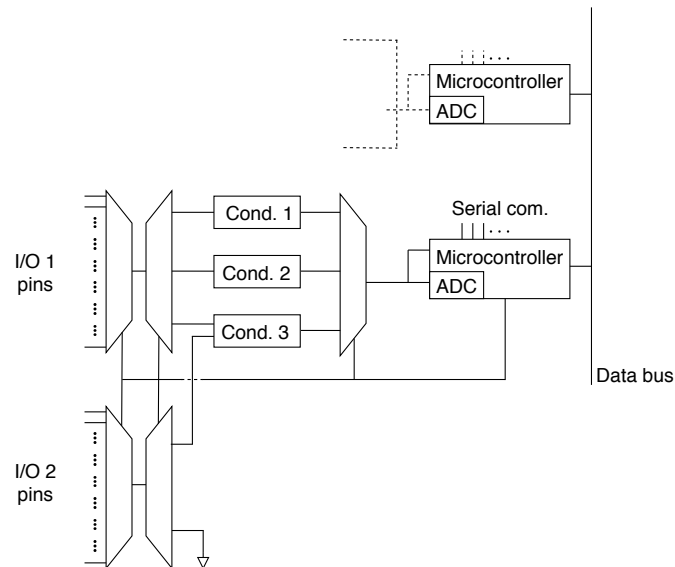 Microcontroller
ADC
Serial com.
Microcontroller
ADC
Cond. 1
Cond. 2
Cond. 3
I/O 1
pins
Data bus
I/O 2
pins